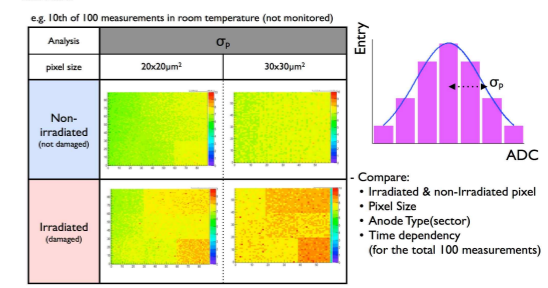 e.g. 10th of 100 measurements in room temperature (not monitored)
Analysis
σp
pixel size
20x20μm²
30x30μm²
Non-
irradiated
(not damaged)
Irradiated
(damaged)
Entry
σp
ADC
- Compare:
• Irradiated & non-Irradiated pixel
• Pixel Size
• Anode Type(sector)
• Time dependency
(for the total 100 measurements)